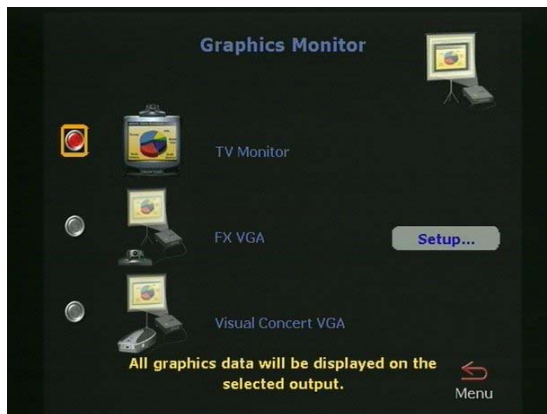 Graphics Monitor
TV Monitor
FX VGA
Setup...
Visual Concert VGA
All graphics data will be displayed on the
selected output.
Menu